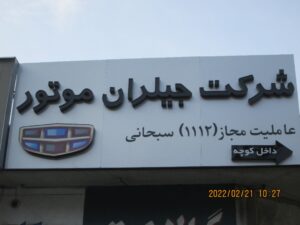 شرکت جیلران موتور
عاملیت مجاز (۱۱۱۲) سبحانی
داخل کوچه
2022/02/21 10:27